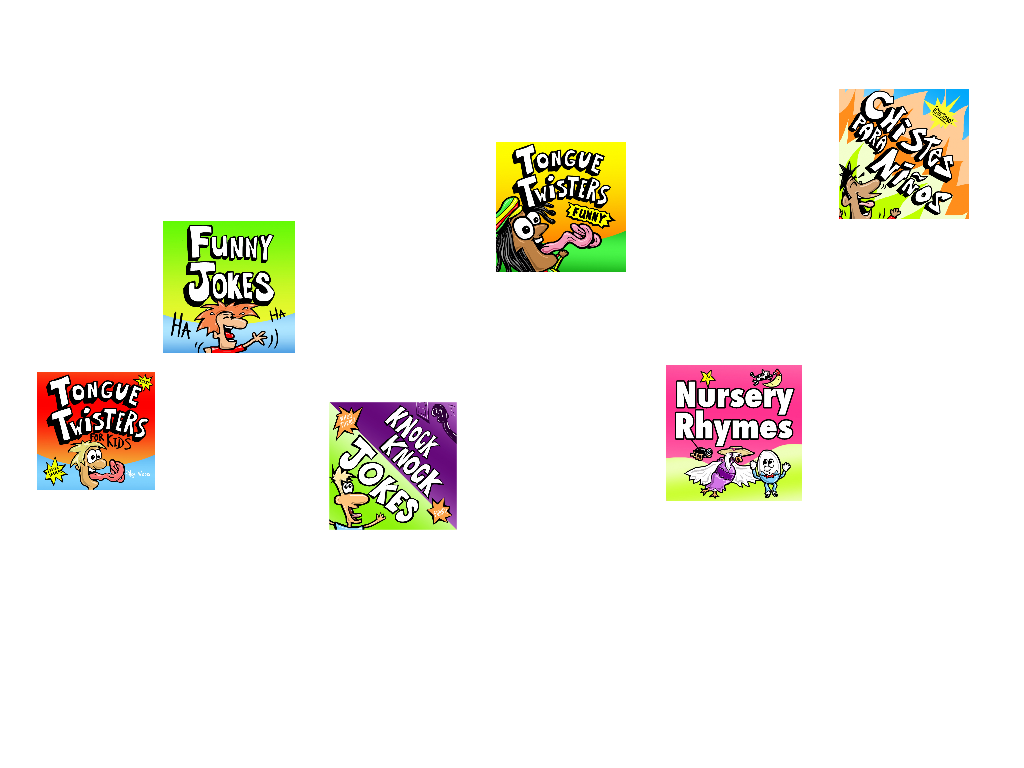 CHISTES
PARA
NIÑOS
TONGUE
TWISTERS
FUNNY
FUNNY
JOKES
HA
HA
TONGUE
TWISTERS
FOR KIDS
KNOCK
KNOCK
JOKES
Nursery
Rhymes